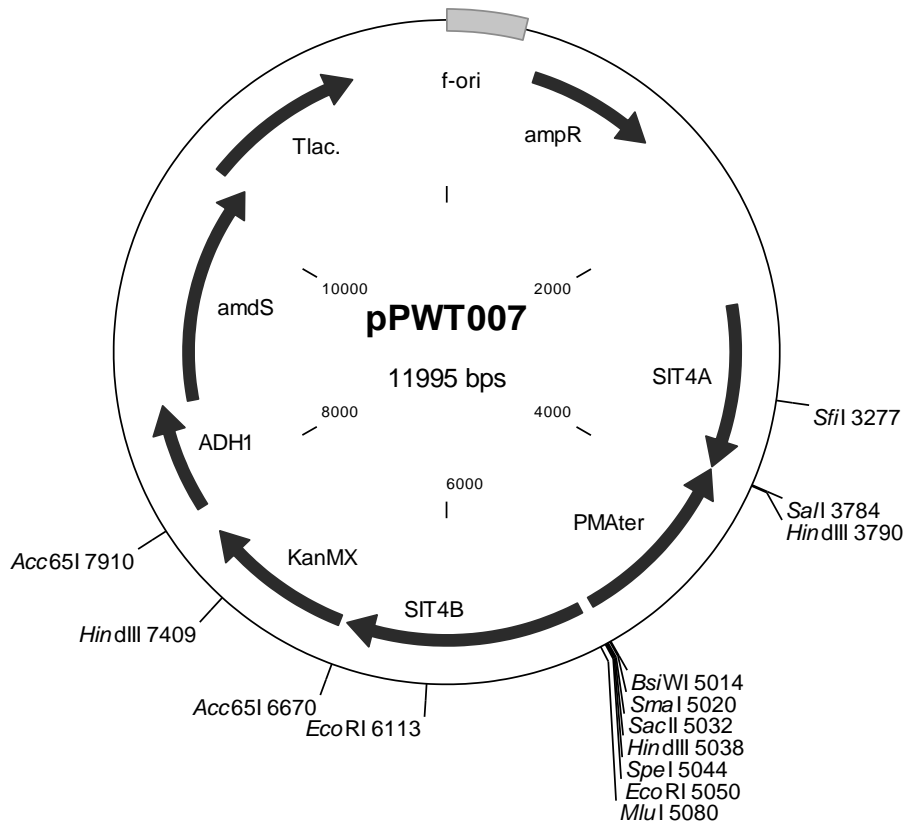 f-ori
ampR
Tlac.
amdS
10000
2000
pPWT007
11995 bps
SIT4A
8000
4000
SfiI 3277
ADH1
6000
SalI 3784
HindIII 3790
PMAter
KanMX
Acc65I 7910
SIT4B
HindIII 7409
Acc65I 6670
EcoRI 6113
BsiWI 5014
SmaI 5020
SacII 5032
HindIII 5038
SpeI 5044
EcoRI 5050
MluI 5080